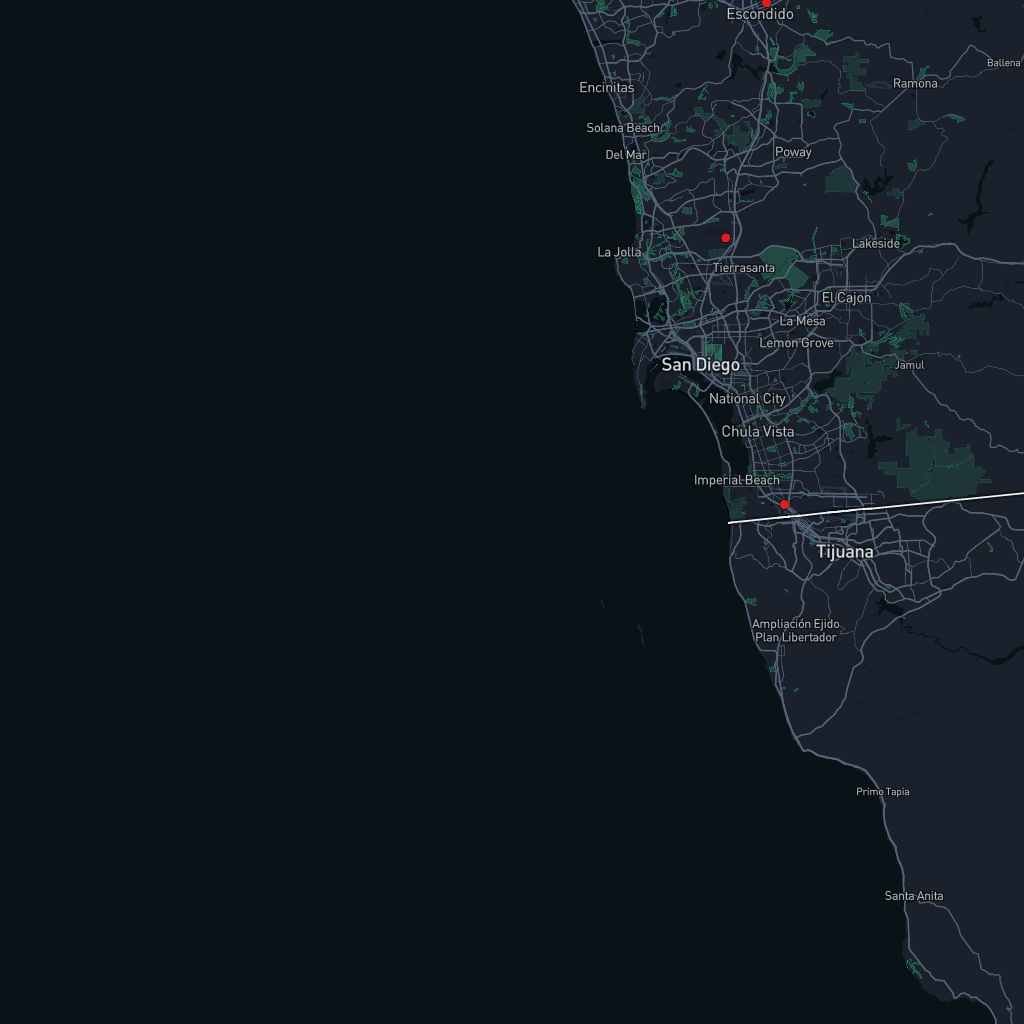 Escondido
Ballena
Ramona
Encinitas
Solana Beach
Del Mar
Poway
Lakeside
La Jolla
Tierrasanta
El Cajon
La Mesa
Lemon Grove
San Diego
Jamul
National City
Chula Vista
Imperial Beach
Tijuana
Ampliación Ejido
Plan Libertador
Primo Tapia
Santa Anita